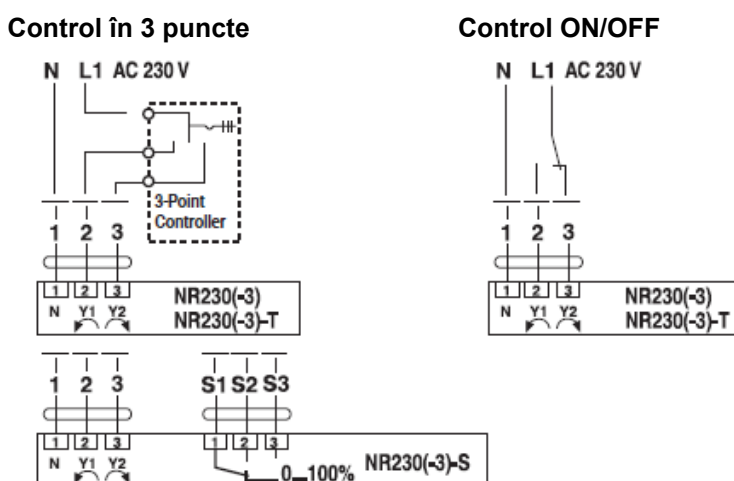 Control în 3 puncte
Control ON/OFF
N L1 AC 230 V
3-Point
Controller
1 2 3
1 2 3
N Y1 Y2
NR230(-3)
NR230(-3)-T
N L1 AC 230 V
1 2 3
1 2 3
N Y1 Y2
NR230(-3)
NR230(-3)-T
1 2 3
S1 S2 S3
1 2 3
N Y1 Y2
1 2 3
0...100%
NR230(-3)-S